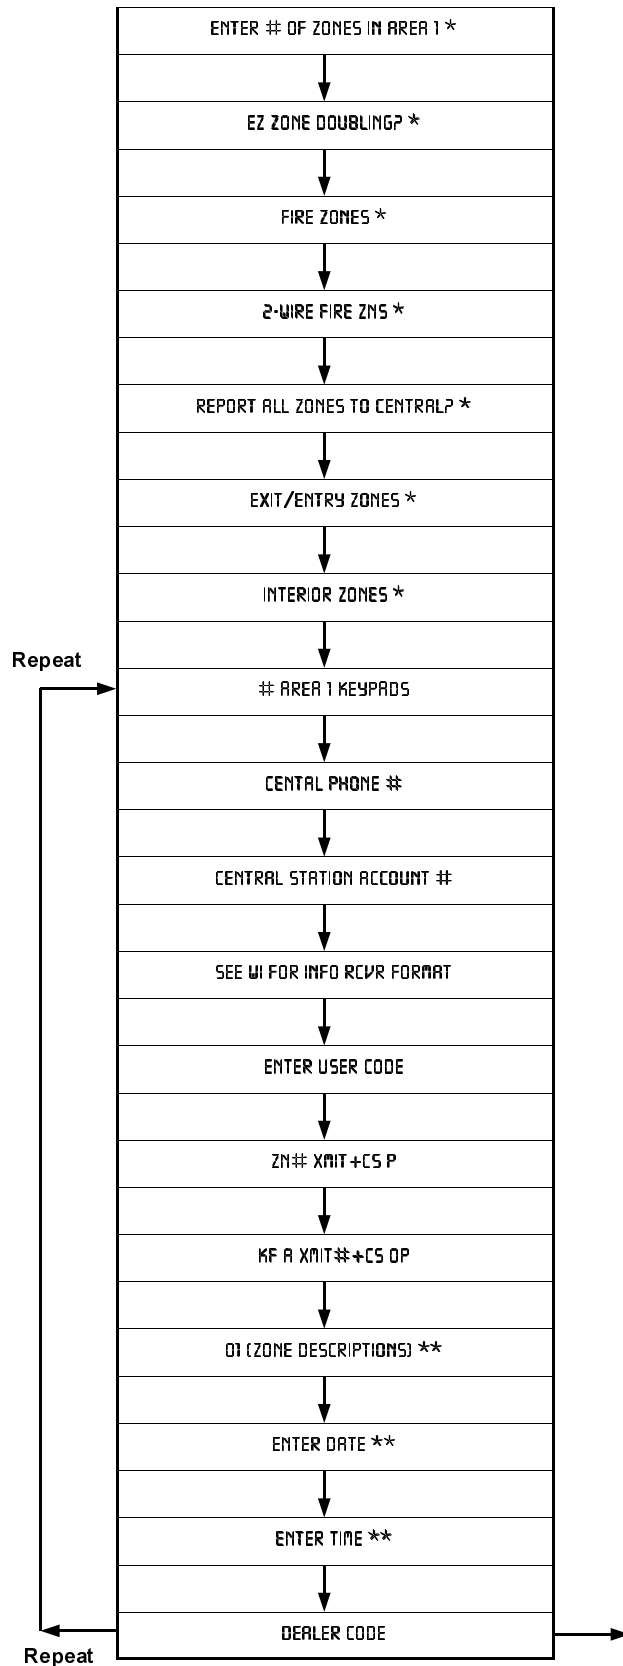 ENTER # OF ZONES IN AREA 1 *
EZ ZONE DOUBLING? *
FIRE ZONES *
2-WIRE FIRE ZNS *
REPORT ALL ZONES TO CENTRAL? *
EXIT/ENTRY ZONES *
INTERIOR ZONES *
Repeat
# AREA 1 KEYPADS
CENTAL PHONE #
CENTRAL STATION ACCOUNT #
SEE WI FOR INFO RCVR FORMAT
ENTER USER CODE
ZN# XMIT+CS P
KF A XMIT#+CS OP
01 (ZONE DESCRIPTIONS) **
ENTER DATE **
ENTER TIME **
DEALER CODE
Repeat